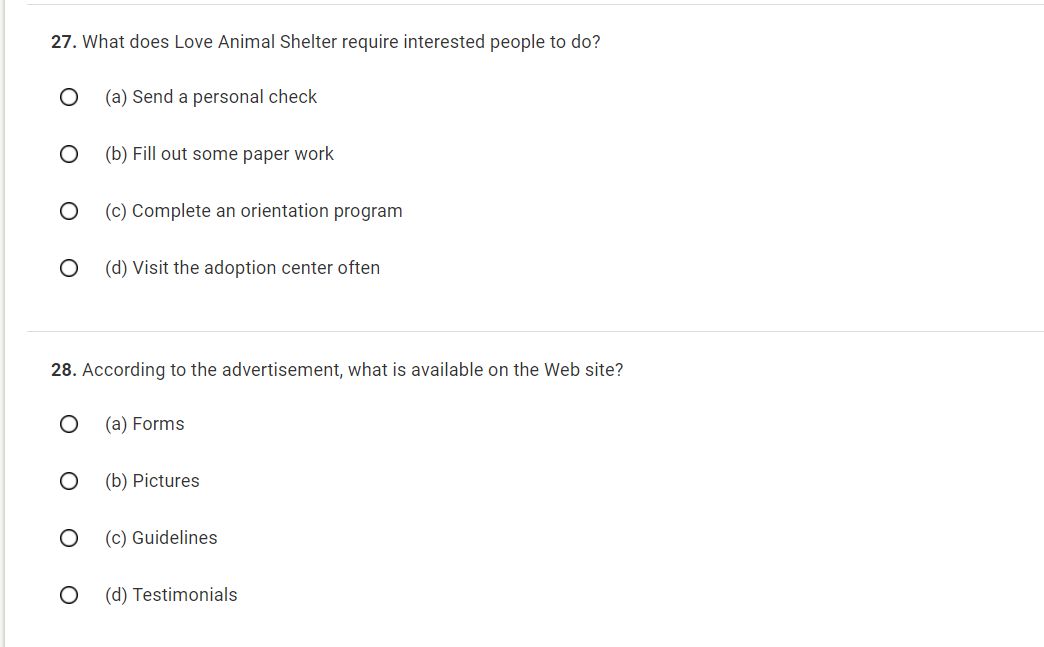 27. What does Love Animal Shelter require interested people to do?
(a) Send a personal check
(b) Fill out some paper work
(c) Complete an orientation program
(d) Visit the adoption center often
28. According to the advertisement, what is available on the Web site?
(a) Forms
(b) Pictures
(c) Guidelines
(d) Testimonials